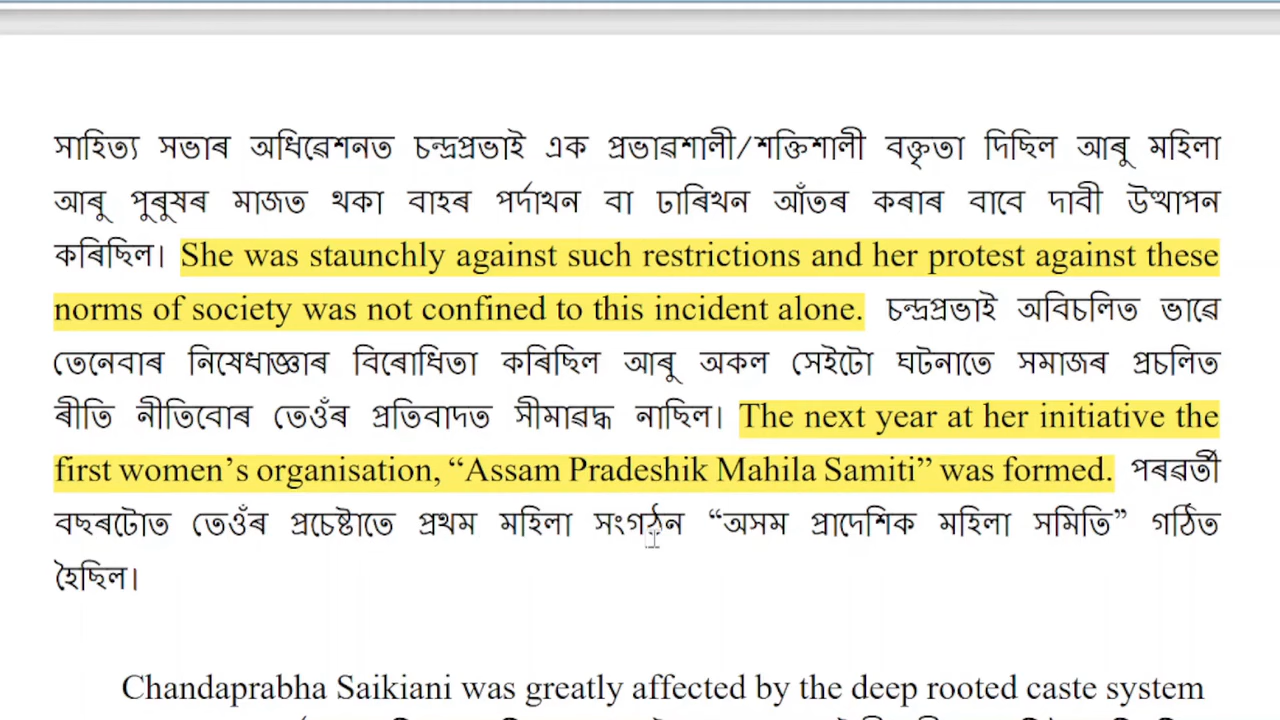 সাহিত্য সভাৰ অধিৱেশনত চন্দ্ৰপ্ৰভাই এক প্ৰভাৱশালী/শক্তিশালী বক্তৃতা দিছিল আৰু মহিলা
আৰু পুৰুষৰ মাজত থকা বাহৰ পৰ্দাখন বা ঢাৰিখন আঁতৰ কৰাৰ বাবে দাবী উত্থাপন
কৰিছিল। She was staunchly against such restrictions and her protest against these
norms of society was not confined to this incident alone. চন্দ্ৰপ্ৰভাই অবিচলিত ভাৱে
তেনেবাৰ নিষেধাজ্ঞাৰ বিৰোধিতা কৰিছিল আৰু অকল সেইটো ঘটনাতে সমাজৰ প্ৰচলিত
ৰীতি নীতিবোৰ তেওঁৰ প্ৰতিবাদত সীমাৱদ্ধ নাছিল। The next year at her initiative the
first women’s organisation, “Assam Pradeshik Mahila Samiti” was formed. পৰৱৰ্তী
বছৰটোত তেওঁৰ প্ৰচেষ্টাতে প্ৰথম মহিলা সংগঠন “অসম প্ৰাদেশিক মহিলা সমিতি” গঠিত
হৈছিল।
Chandaprabha Saikiani was greatly affected by the deep rooted caste system